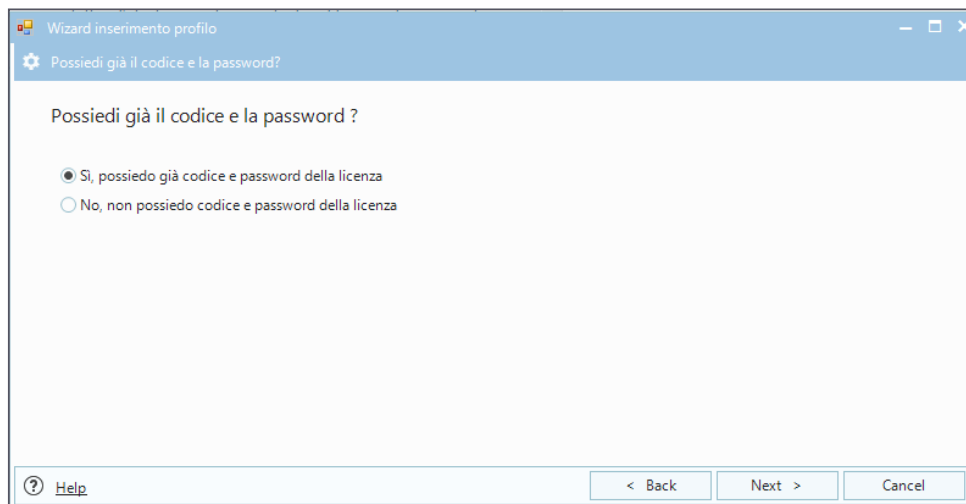 Wizard inserimento profilo
Possiedi già il codice e la password?
Possiedi già il codice e la password ?
Sì, possiedo già codice e password della licenza
No, non possiedo codice e password della licenza
? Help
< Back
Next >
Cancel